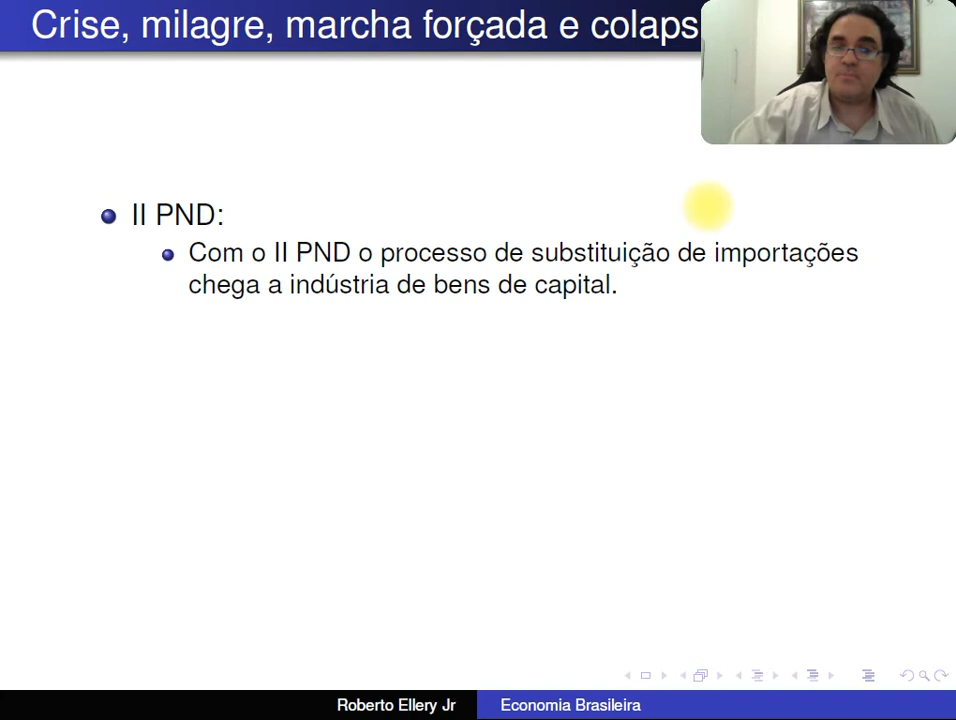 Crise, milagre, marcha forçada e colaps
II PND:
Com o II PND o processo de substituição de importações
chega a indústria de bens de capital.
Roberto Ellery Jr
Economia Brasileira